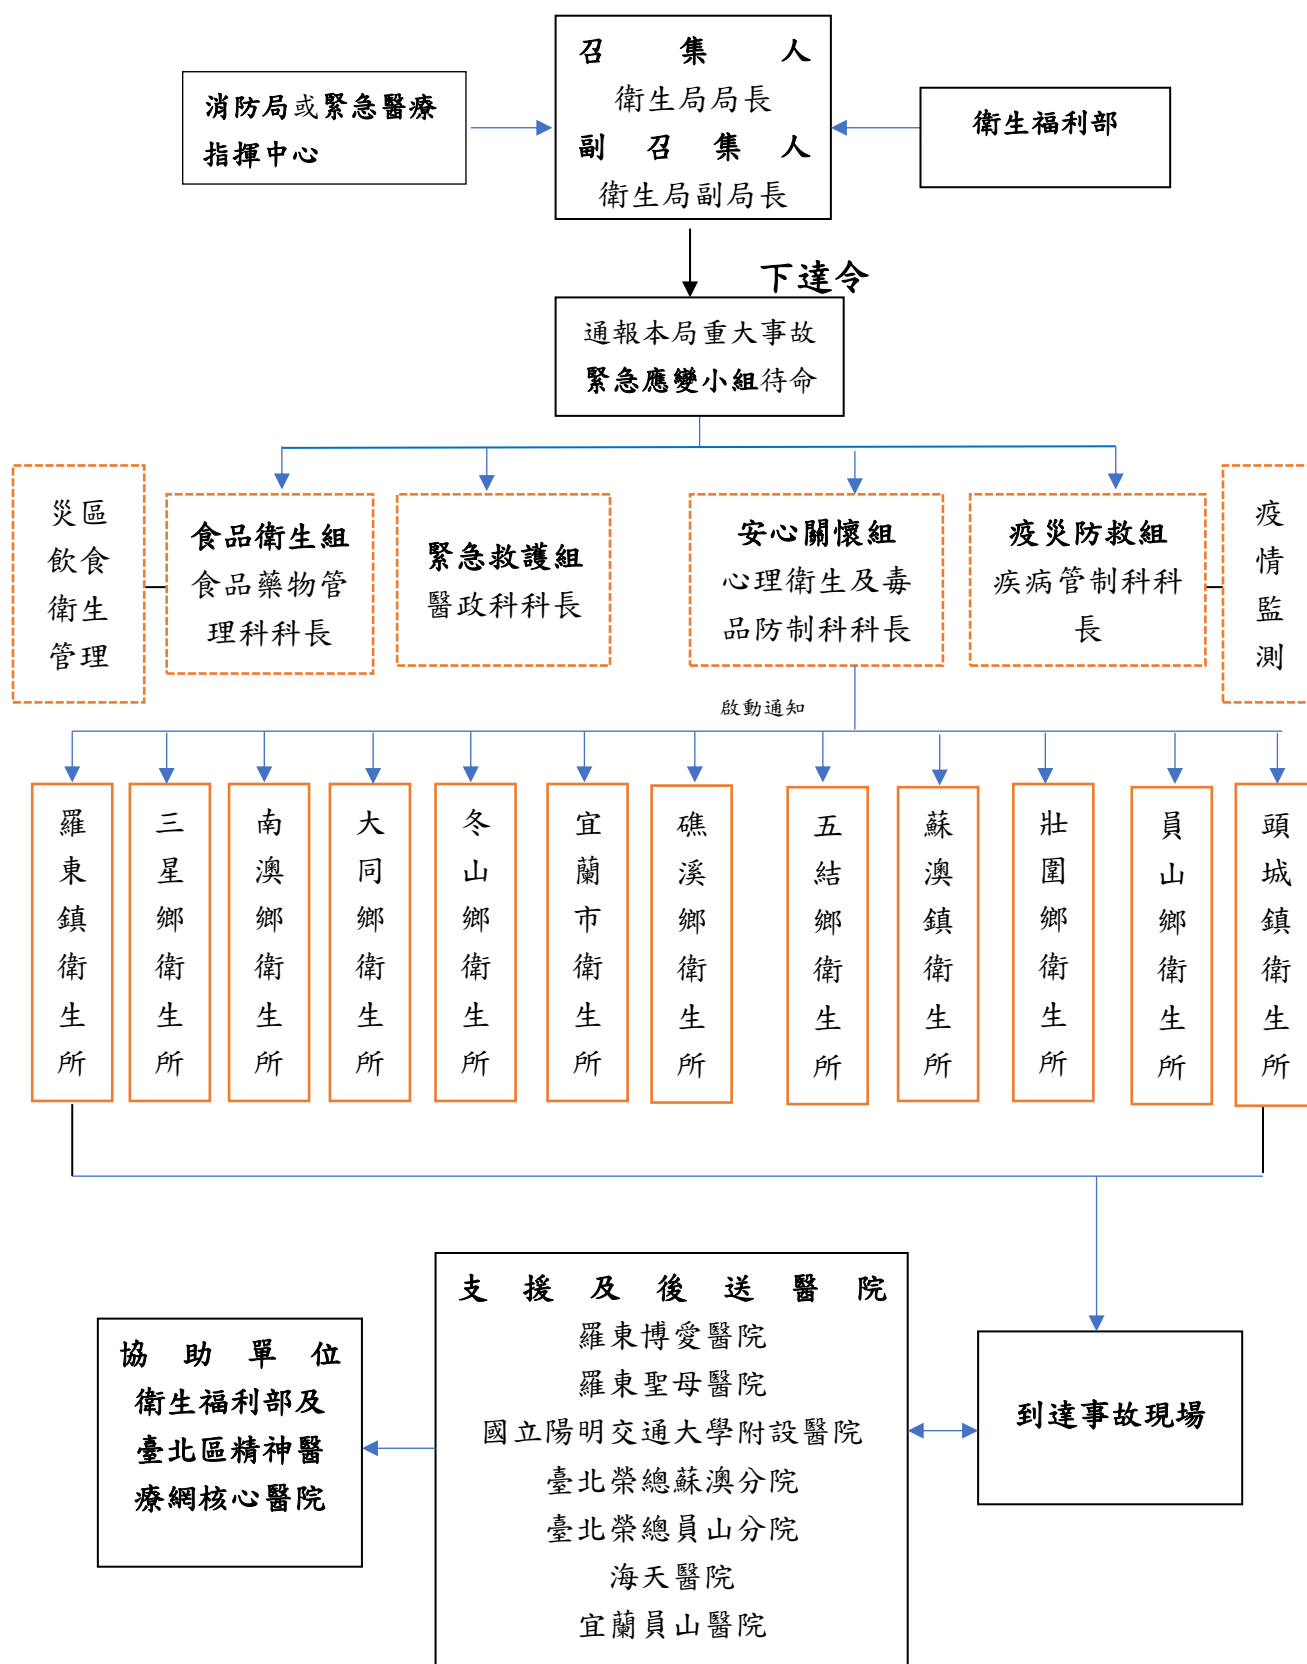 召集人
衛生局局長
副召集人
衛生局副局長
消防局或緊急醫療
指揮中心
衛生福利部
下達令
通報本局重大事故
緊急應變小組待命
災區
飲食
衛生
管理
食品衛生組
食品藥物管
理科科長
緊急救護組
醫政科科長
安心關懷組
心理衛生及毒
品防制科科長
疫災防救組
疾病管制科科
長
疫情監測
啟動通知
羅東鎮衛生所
三星鄉衛生所
南澳鄉衛生所
大同鄉衛生所
冬山鄉衛生所
宜蘭市衛生所
礁溪鄉衛生所
五結鄉衛生所
蘇澳鎮衛生所
壯圍鄉衛生所
員山鄉衛生所
頭城鎮衛生所
協助單位
衛生福利部及
臺北區精神醫
療網核心醫院
支援及後送醫院
羅東博愛醫院
羅東聖母醫院
國立陽明交通大學附設醫院
臺北榮總蘇澳分院
臺北榮總員山分院
海天醫院
宜蘭員山醫院
到達事故現場